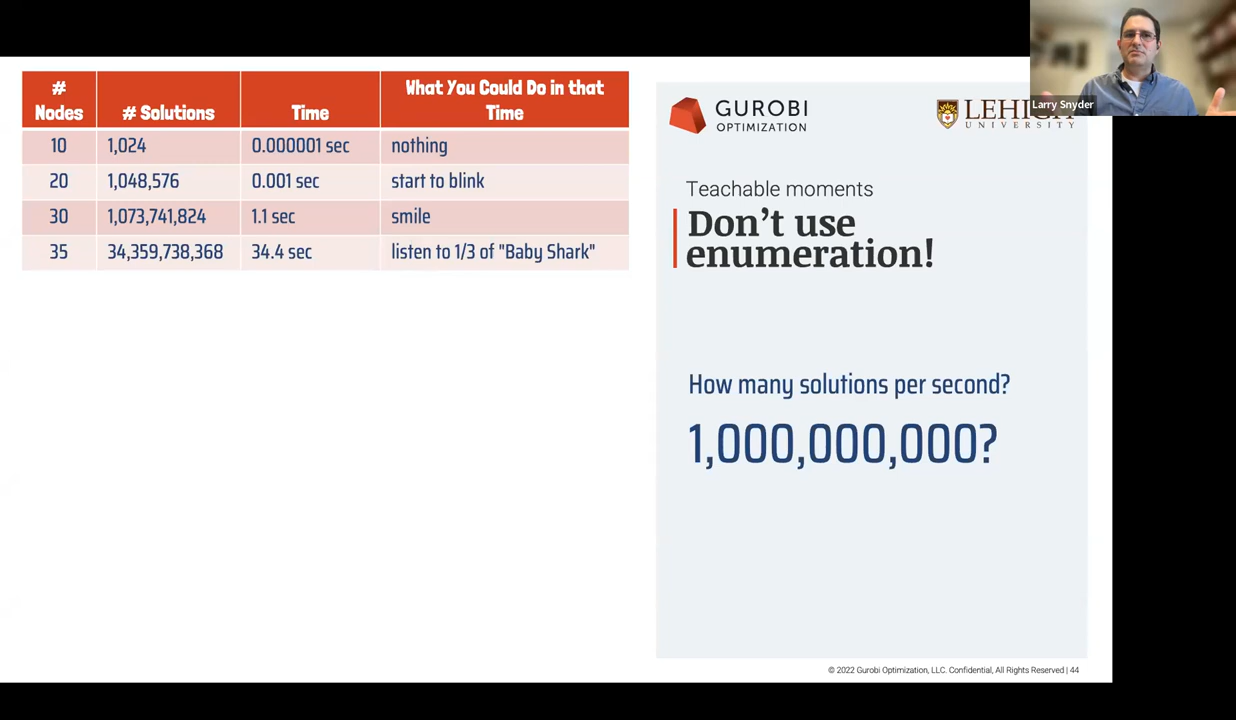 # Nodes | # Solutions | Time | What You Could Do in that Time
10 | 1,024 | 0.000001 sec | nothing
20 | 1,048,576 | 0.001 sec | start to blink
30 | 1,073,741,824 | 1.1 sec | smile
35 | 34,359,738,368 | 34.4 sec | listen to 1/3 of "Baby Shark"
Larry Snyder
GUROBI
OPTIMIZATION
LEHIGH
UNIVERSITY
Teachable moments
Don’t use
enumeration!
How many solutions per second?
1,000,000,000?
© 2022 Gurobi Optimization, LLC. Confidential, All Rights Reserved | 44